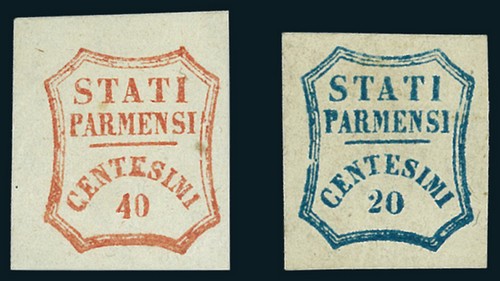 STATI
PARMENSI
CENTESIMI
40
STATI
PARMENSI
CENTESIMI
20